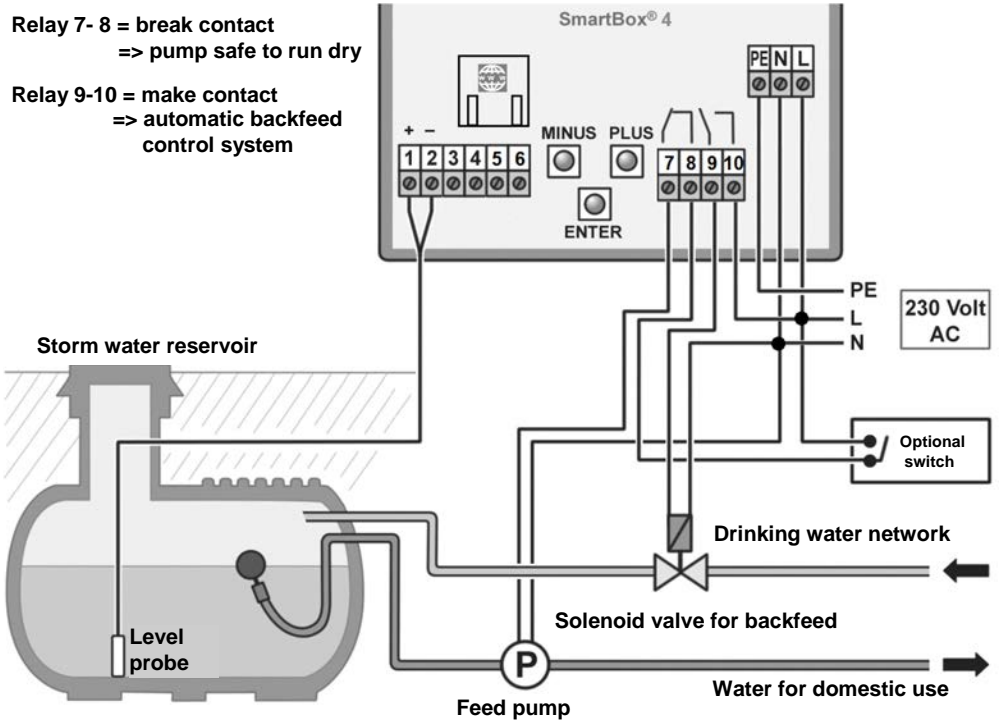 Relay 7- 8 = break contact
=> pump safe to run dry
Relay 9-10 = make contact
=> automatic backfeed
control system
SmartBox® 4
PE N L
+ –
1 2 3 4 5 6
MINUS PLUS
ENTER
7 8 9 10
PE
L
N
230 Volt
AC
Storm water reservoir
Optional
switch
Drinking water network
Solenoid valve for backfeed
Level
probe
P
Feed pump
Water for domestic use